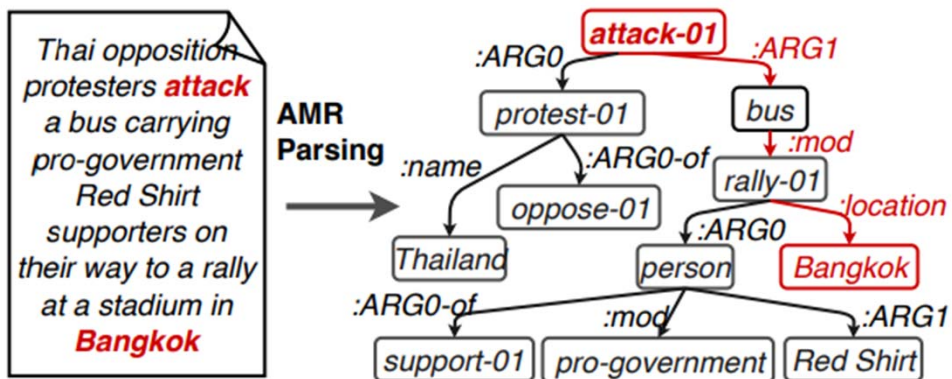 Thai opposition
protesters attack
a bus carrying
pro-government
Red Shirt
supporters on
their way to a rally
at a stadium in
Bangkok
AMR
Parsing
attack-01
:ARG0
:ARG1
protest-01
bus
:name
:ARG0-of
:mod
oppose-01
rally-01
:ARG0
:location
Thailand
person
Bangkok
:ARG0-of
:mod
:ARG1
support-01
pro-government
Red Shirt